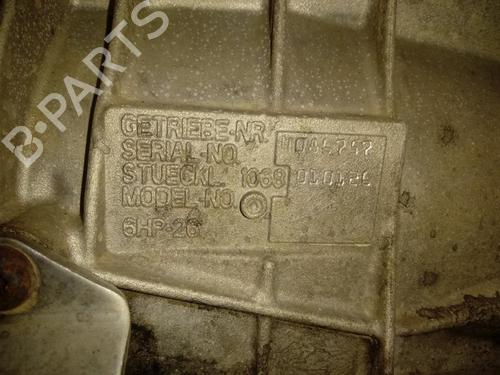 B-PARTS
GETRIEBE-NR.
SERIAL-NO.
STUECKL. 1068
MODEL-NO.
6HP-26